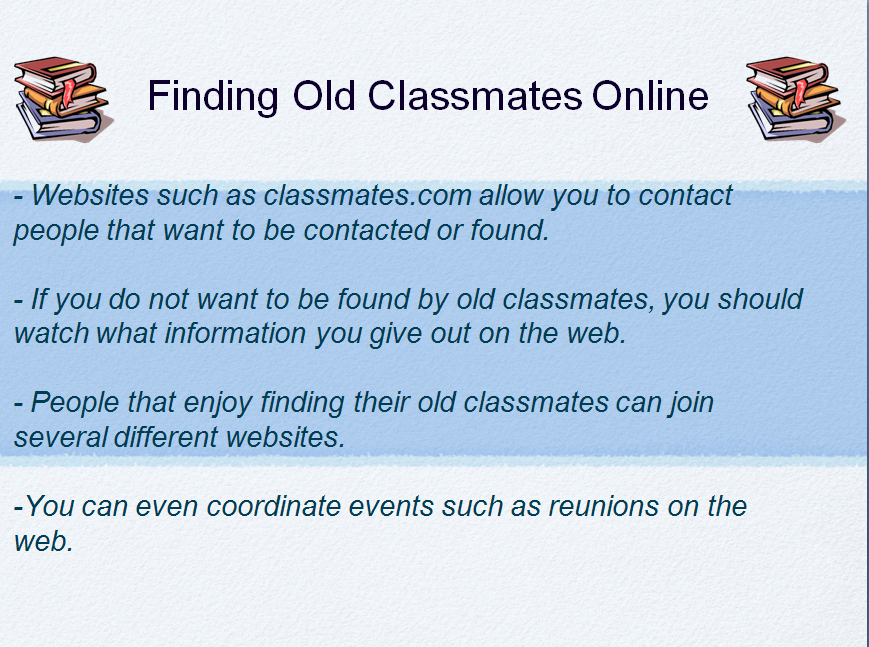 Finding Old Classmates Online
- Websites such as classmates.com allow you to contact
people that want to be contacted or found.
- If you do not want to be found by old classmates, you should
watch what information you give out on the web.
- People that enjoy finding their old classmates can join
several different websites.
-You can even coordinate events such as reunions on the
web.